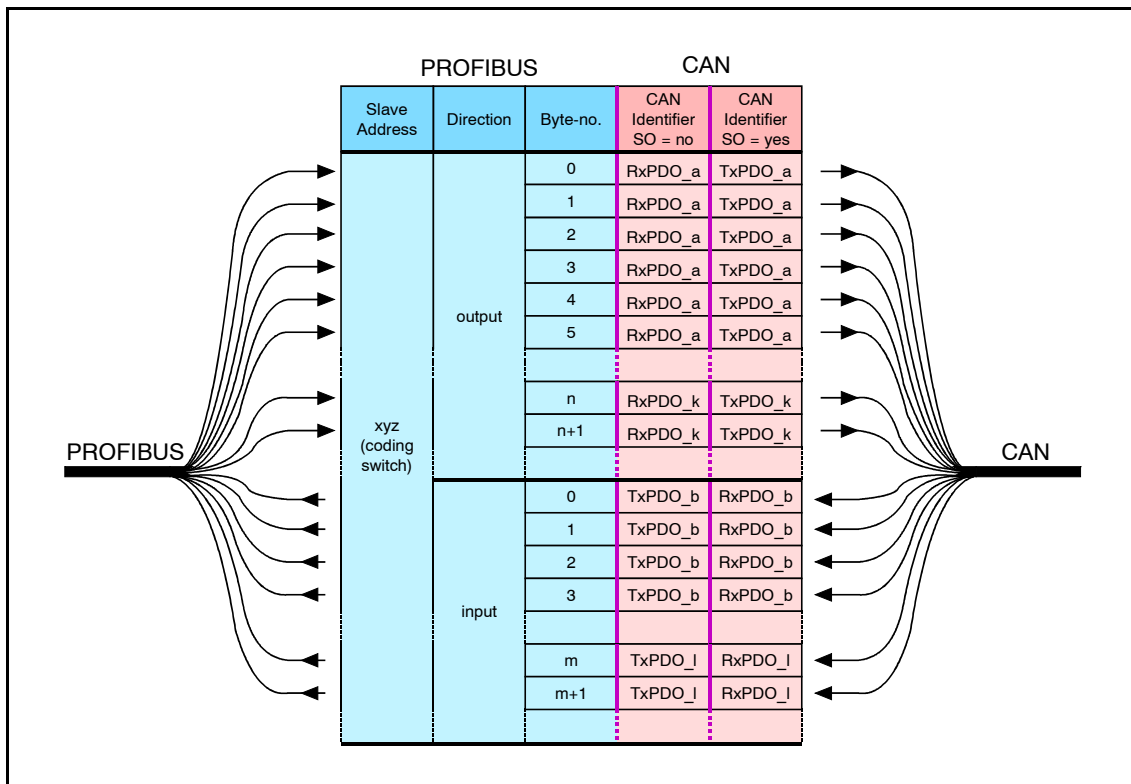 PROFIBUS CAN
Slave
Address
Direction
Byte-no.
CAN
Identifier
SO = no
CAN
Identifier
SO = yes
0 RxPDO_a TxPDO_a
1 RxPDO_a TxPDO_a
2 RxPDO_a TxPDO_a
3 RxPDO_a TxPDO_a
4 RxPDO_a TxPDO_a
output
5 RxPDO_a TxPDO_a
n RxPDO_k TxPDO_k
n+1 RxPDO_k TxPDO_k
xyz
(coding
switch)
PROFIBUS
CAN
0 TxPDO_b RxPDO_b
1 TxPDO_b RxPDO_b
2 TxPDO_b RxPDO_b
3 TxPDO_b RxPDO_b
input
m TxPDO_l RxPDO_l
m+1 TxPDO_l RxPDO_l